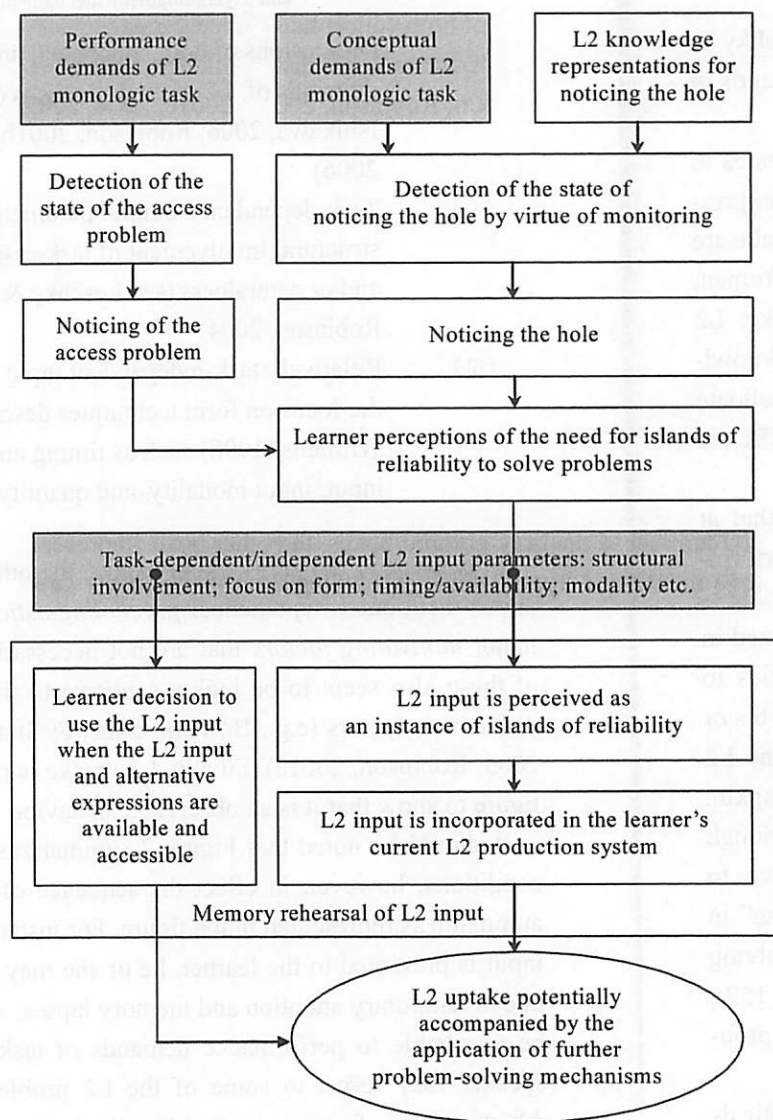 Performance
demands of L2
monologic task
Conceptual
demands of L2
monologic task
L2 knowledge
representations for
noticing the hole
Detection of the
state of the access
problem
Detection of the state of
noticing the hole by virtue of monitoring
Noticing of the
access problem
Noticing the hole
Learner perceptions of the need for islands of
reliability to solve problems
Task-dependent/independent L2 input parameters: structural
involvement; focus on form; timing/availability; modality etc.
Learner decision to
use the L2 input
when the L2 input
and alternative
expressions are
available and
accessible
L2 input is perceived as
an instance of islands of reliability
L2 input is incorporated in the learner's
current L2 production system
Memory rehearsal of L2 input
L2 uptake potentially
accompanied by the
application of further
problem-solving mechanisms